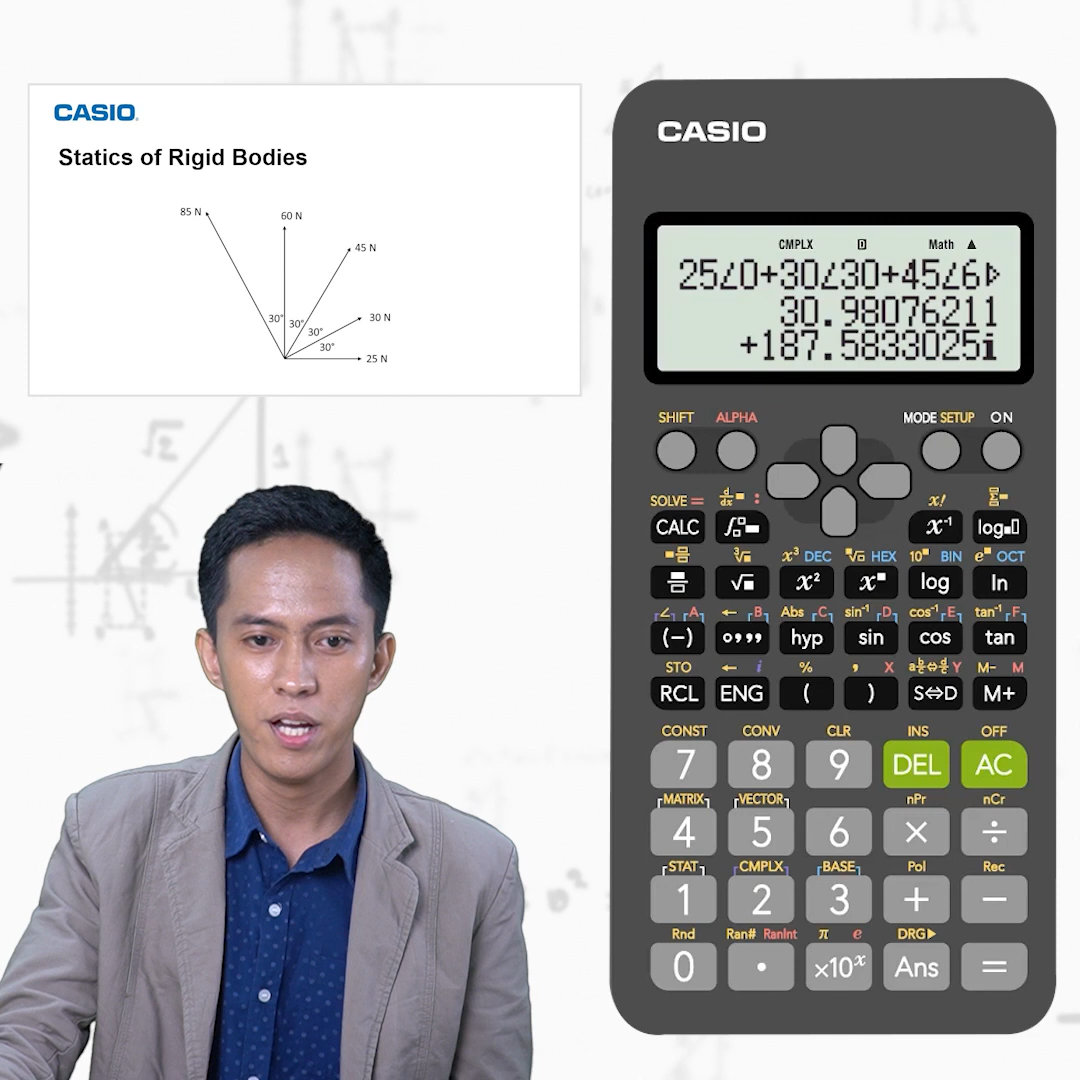 CASIO
Statics of Rigid Bodies
85 N
60 N
45 N
30° 30° 30°
30 N
30°
25 N
CASIO
CMPLX D Math ▲
25∠0+30∠30+45∠6▷
30.98076211
+187.5833025i
SHIFT ALPHA MODE SETUP ON
SOLVE = d/dx■ : x! Σ■=
CALC ∫■ x⁻¹ log■□
■■/■ ³√■ x³ DEC ■√□ HEX 10■ BIN e■ OCT
■/■ √■ x² x■ log ln
∠ A ← B Abs C sin⁻¹ D cos⁻¹ E tan⁻¹ F
(−) °,,, hyp sin cos tan
STO ← i % , X a b/c⇔d/c Y M− M
RCL ENG ( ) S⇔D M+
CONST CONV CLR INS OFF
7 8 9 DEL AC
MATRIX VECTOR nPr nCr
4 5 6 × ÷
STAT CMPLX BASE Pol Rec
1 2 3 + −
Rnd Ran# RanInt π e DRG▶
0 • ×10ˣ Ans =